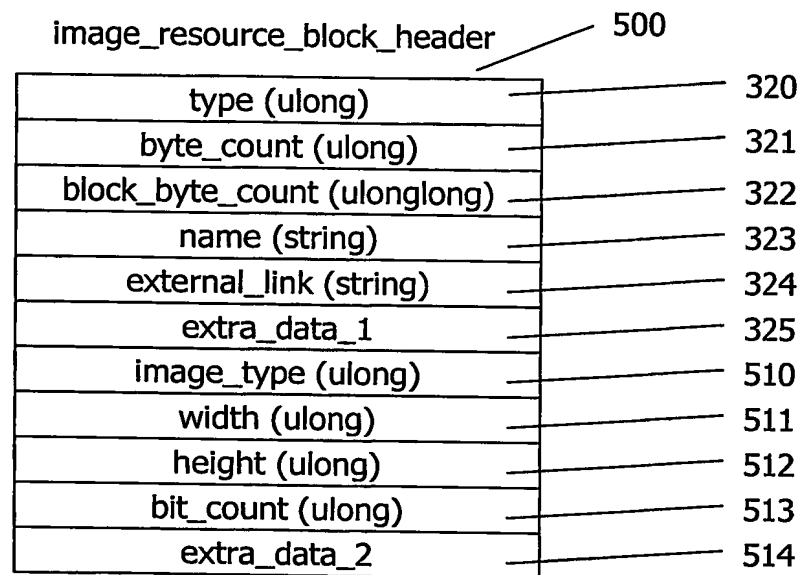 image_resource_block_header 500
type (ulong) 320
byte_count (ulong) 321
block_byte_count (ulonglong) 322
name (string) 323
external_link (string) 324
extra_data_1 325
image_type (ulong) 510
width (ulong) 511
height (ulong) 512
bit_count (ulong) 513
extra_data_2 514